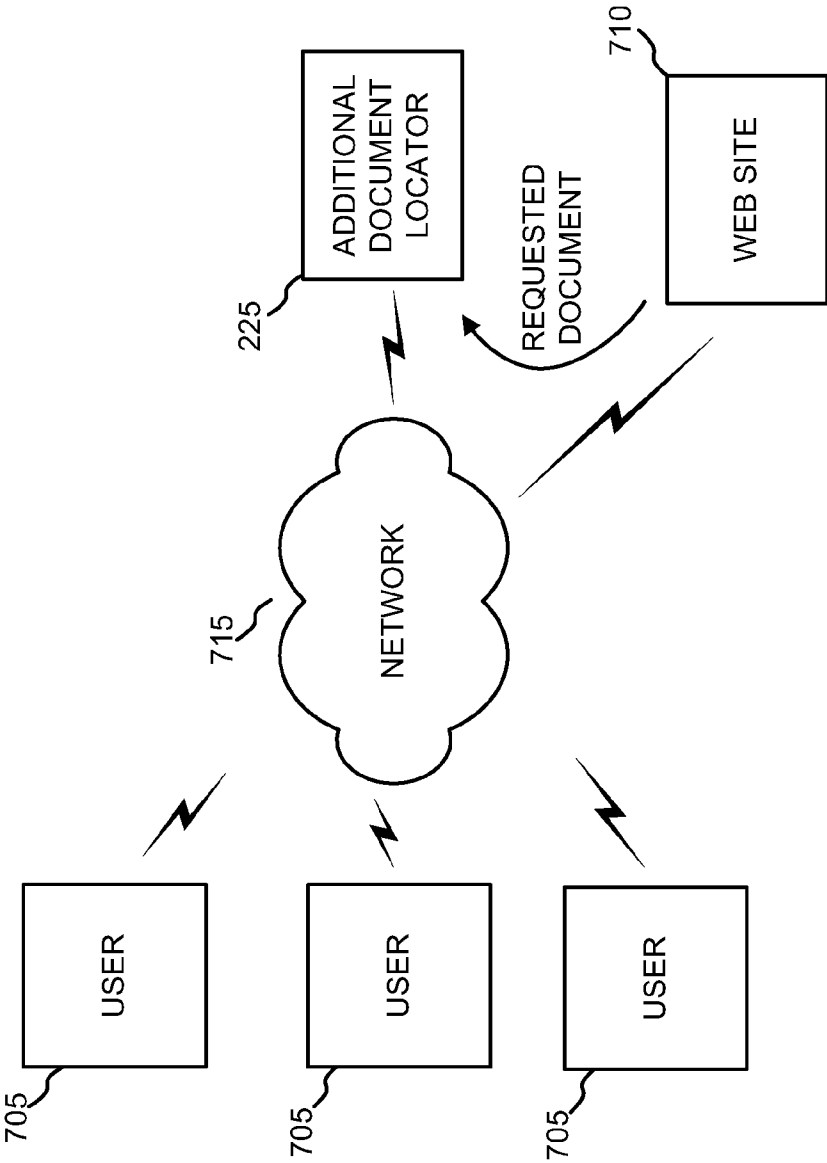 705
USER
705
USER
705
USER
715
NETWORK
225
ADDITIONAL
DOCUMENT
LOCATOR
REQUESTED
DOCUMENT
710
WEB SITE